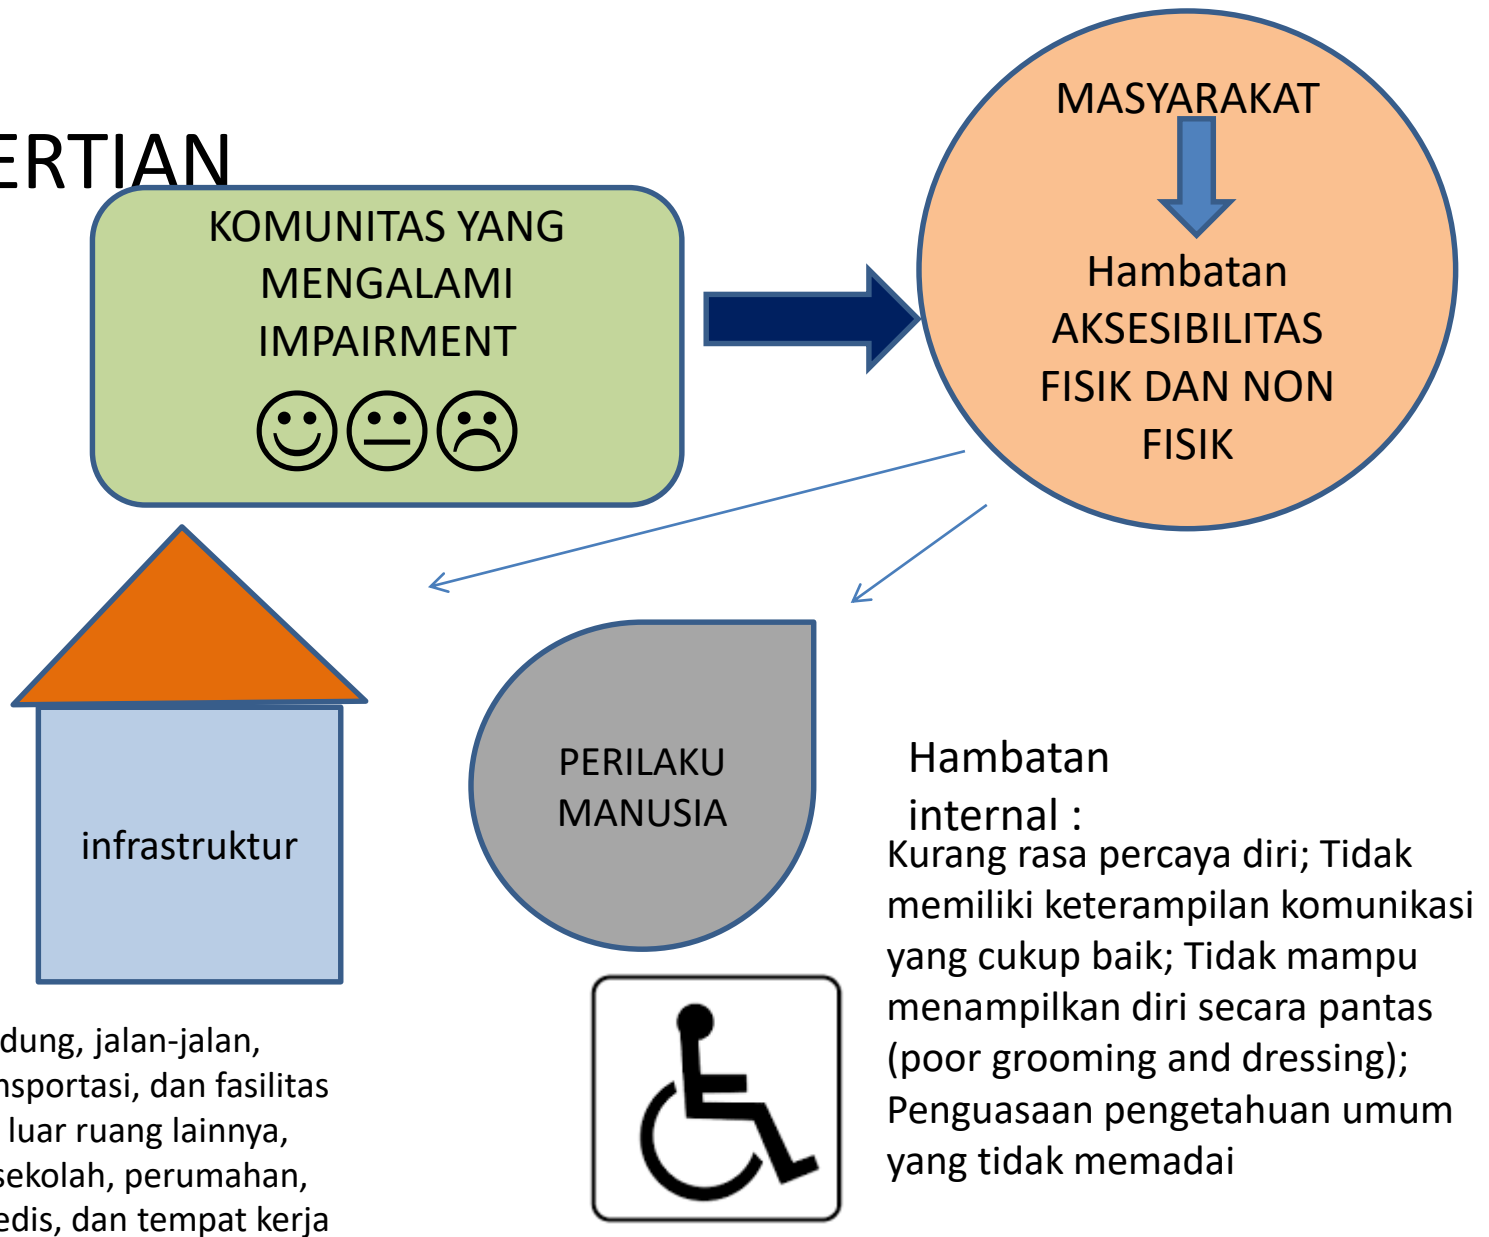 ERTIAN
KOMUNITAS YANG
MENGALAMI
IMPAIRMENT
MASYARAKAT
Hambatan
AKSESIBILITAS
FISIK DAN NON
FISIK
infrastruktur
PERILAKU
MANUSIA
Hambatan
internal :
Kurang rasa percaya diri; Tidak
memiliki keterampilan komunikasi
yang cukup baik; Tidak mampu
menampilkan diri secara pantas
(poor grooming and dressing);
Penguasaan pengetahuan umum
yang tidak memadai
dung, jalan-jalan,
nsportasi, dan fasilitas
luar ruang lainnya,
sekolah, perumahan,
edis, dan tempat kerja